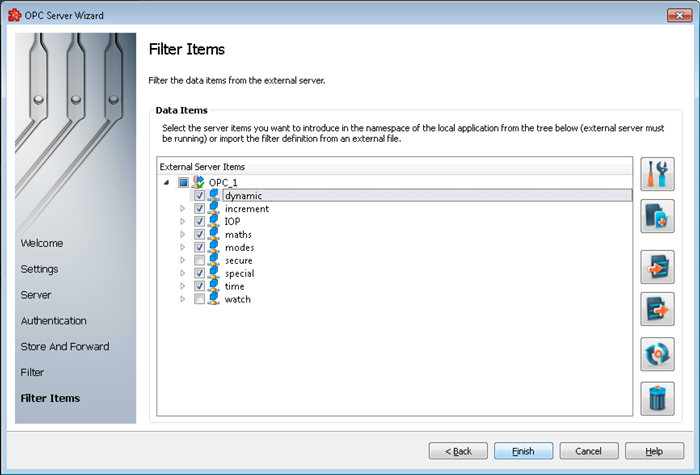 OPC Server Wizard
Filter Items
Filter the data items from the external server.
Data Items
Select the server items you want to introduce in the namespace of the local application from the tree below (external server must
be running) or import the filter definition from an external file.
External Server Items
OPC_1
dynamic
increment
IOP
maths
modes
secure
special
time
watch
Welcome
Settings
Server
Authentication
Store And Forward
Filter
Filter Items
< Back
Finish
Cancel
Help